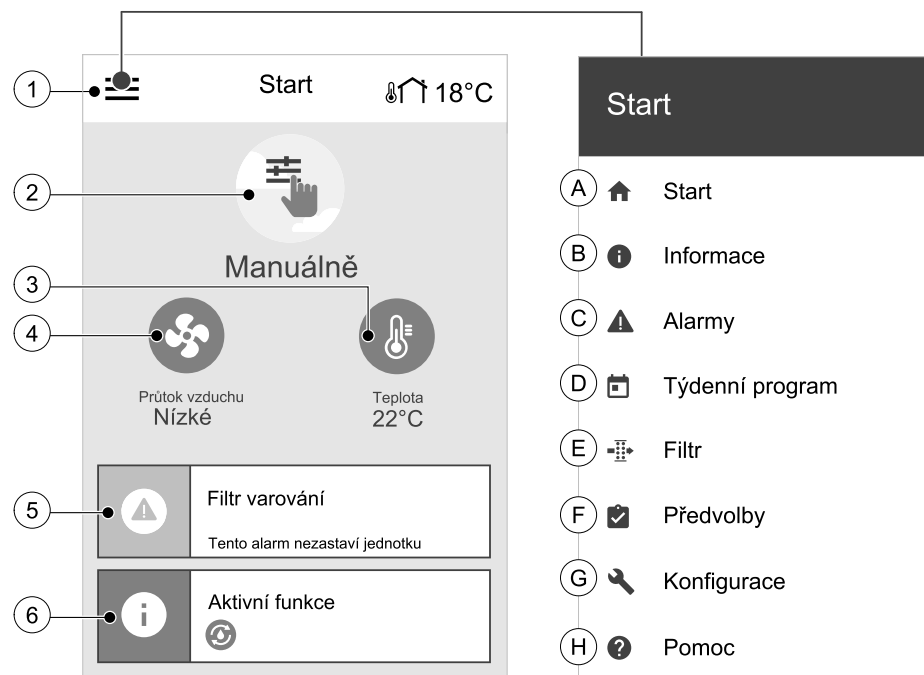 1
Start
18°C
2
Manuálně
3
4
Průtok vzduchu
Nízké
Teplota
22°C
5
Filtr varování
Tento alarm nezastaví jednotku
6
Aktivní funkce
Start
A Start
B Informace
C Alarmy
D Týdenní program
E Filtr
F Předvolby
G Konfigurace
H Pomoc